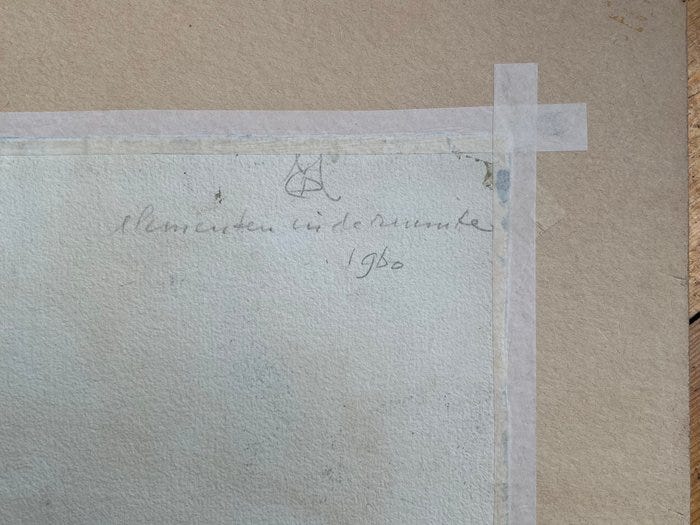 elementen in de ruimte
1960